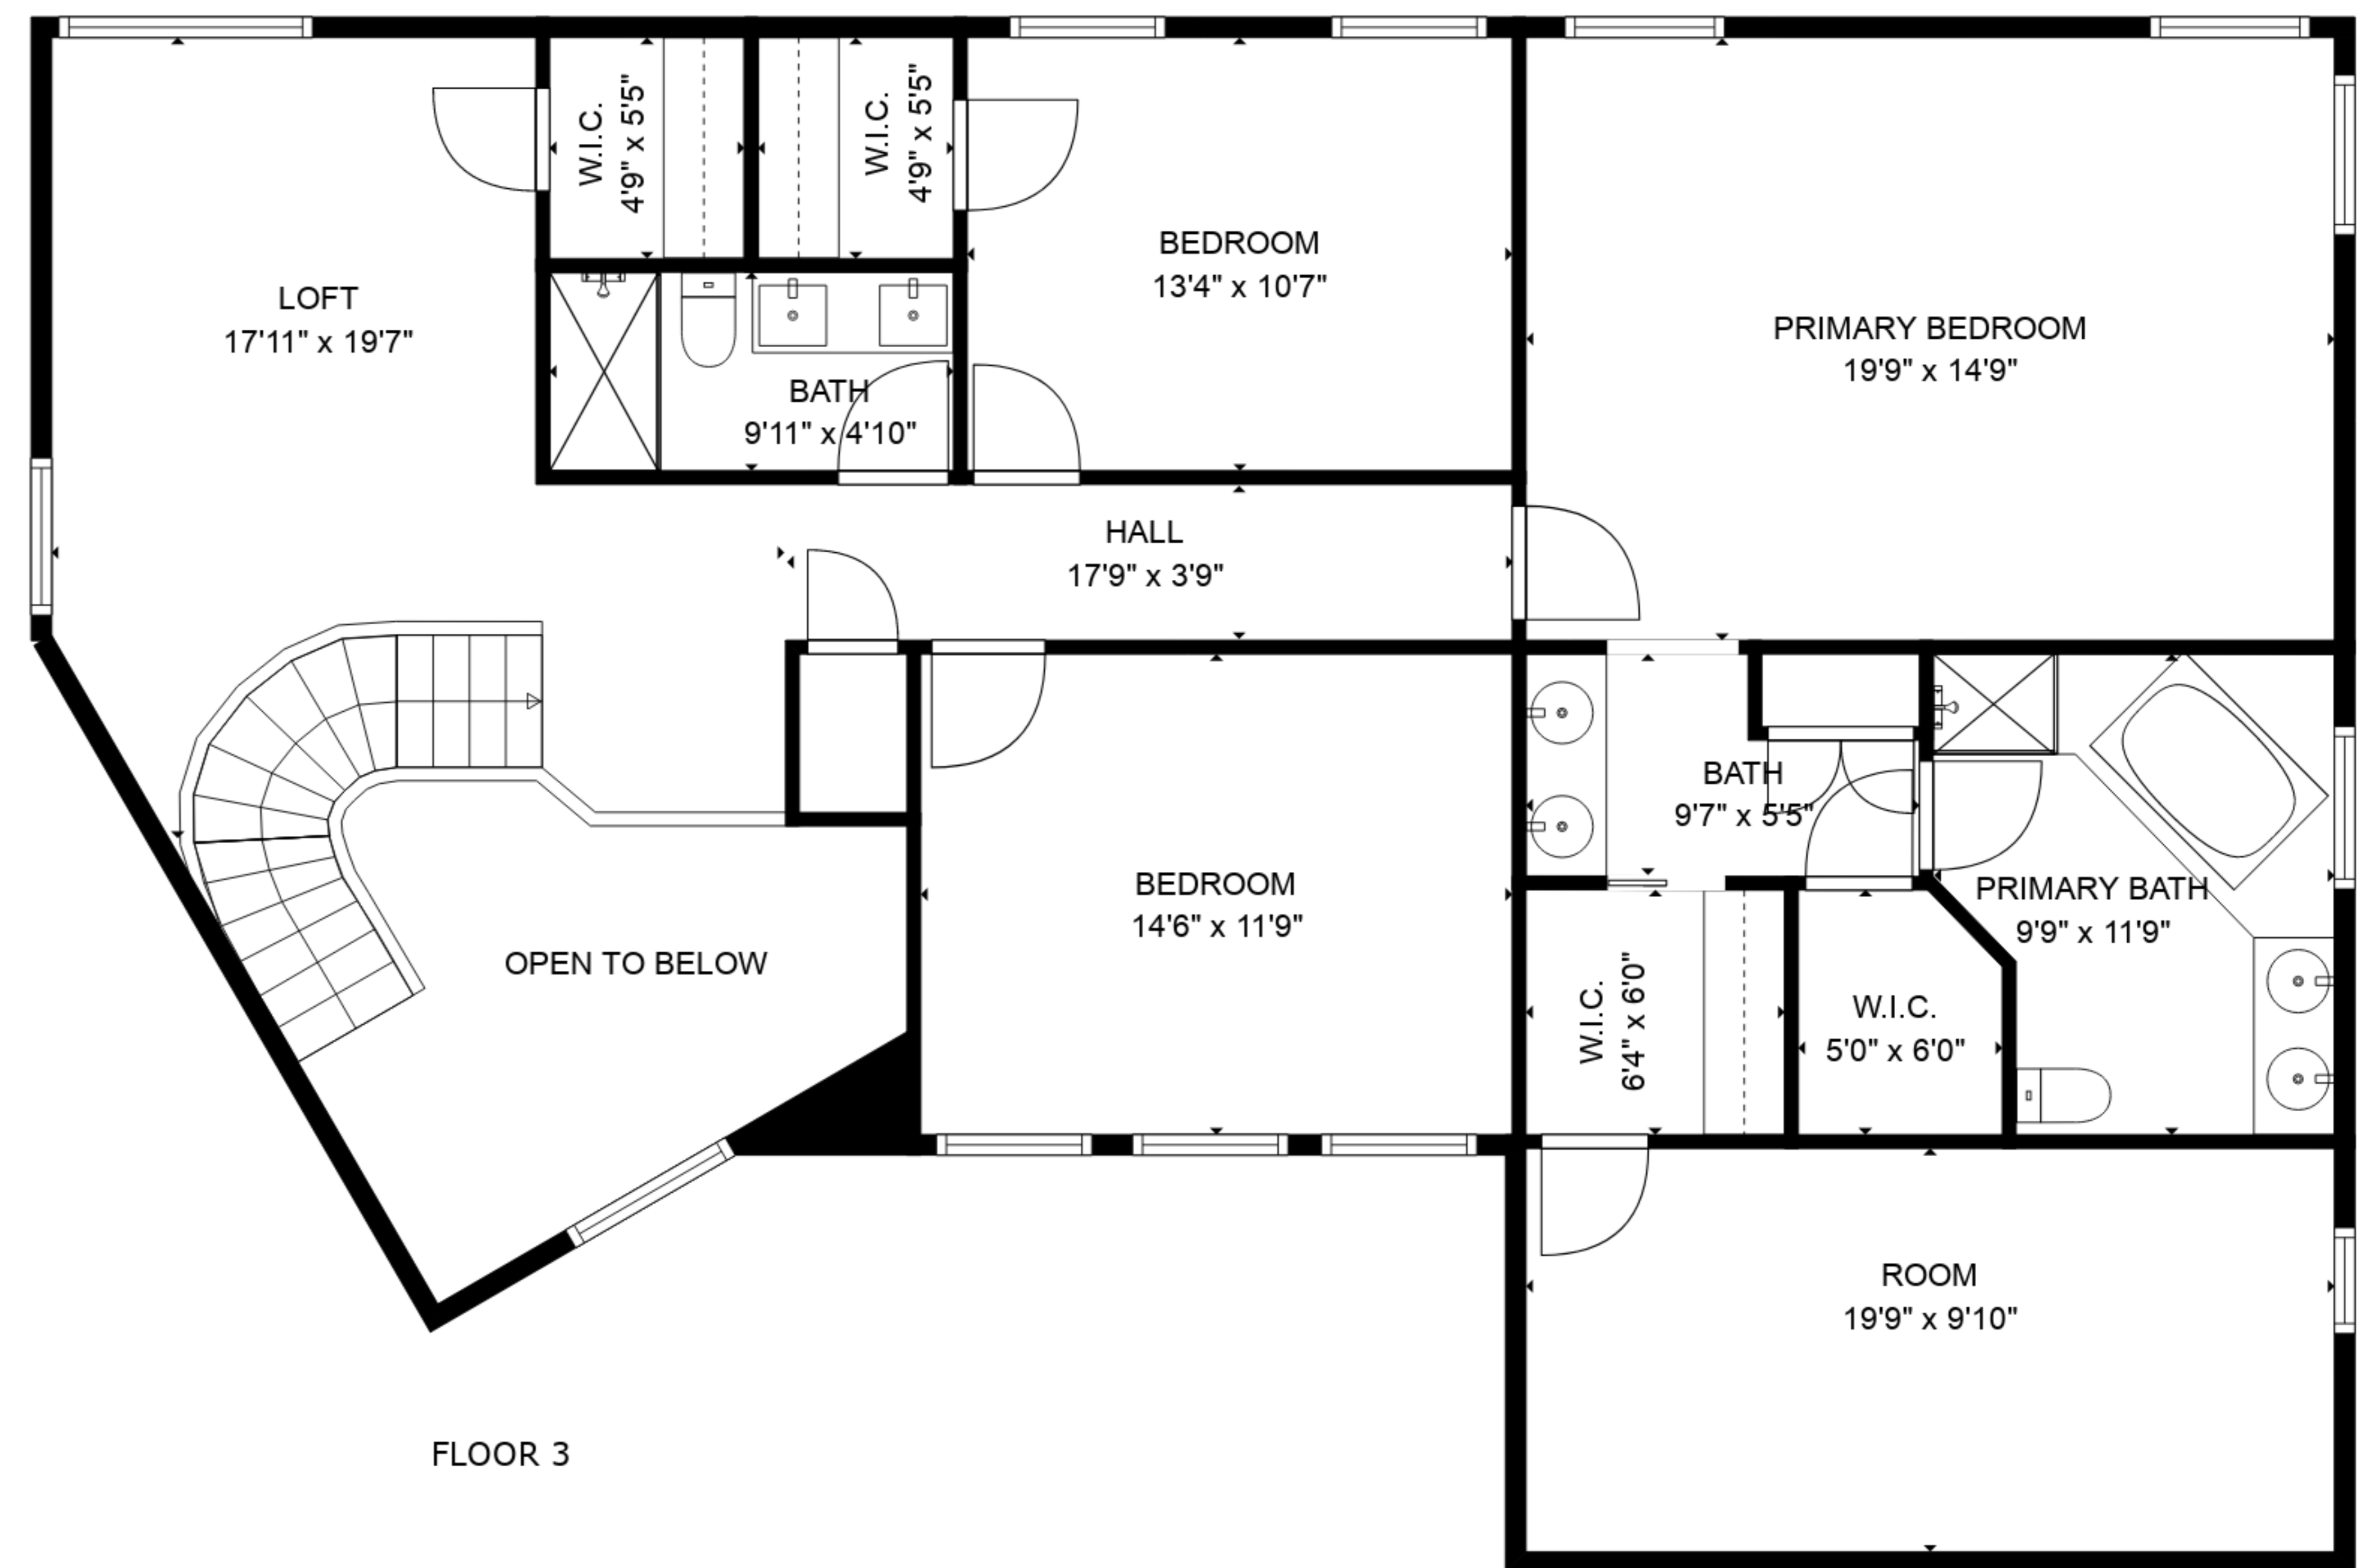 W.I.C.
4'9" x 5'5"
W.I.C.
4'9" x 5'5"
BEDROOM
13'4" x 10'7"
LOFT
17'11" x 19'7"
PRIMARY BEDROOM
19'9" x 14'9"
BATH
9'11" x 4'10"
HALL
17'9" x 3'9"
BATH
9'7" x 5'5"
BEDROOM
14'6" x 11'9"
PRIMARY BATH
9'9" x 11'9"
OPEN TO BELOW
W.I.C.
6'4" x 6'0"
W.I.C.
5'0" x 6'0"
ROOM
19'9" x 9'10"
FLOOR 3